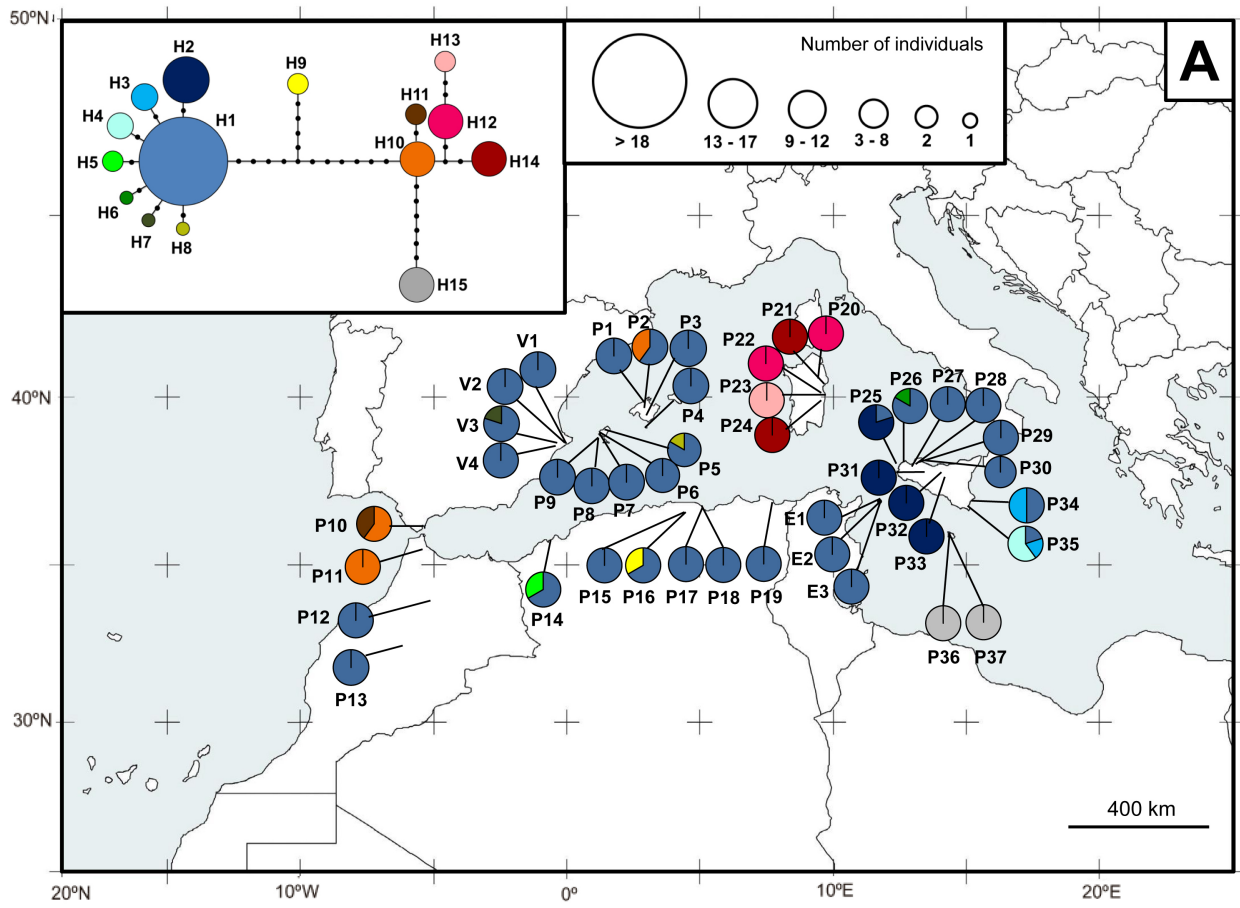 50ºN
A
Number of individuals
> 18
13 - 17
9 - 12
3 - 8
2
1
H13
H2
H9
H3
H11
H4
H1
H12
H10
H14
H5
H6
H7
H8
H15
P21
P20
P1
P2
P3
V1
P22
V2
P27
P28
40ºN
P26
P23
P25
P4
V3
P24
P29
V4
P5
P31
P30
P9
P6
P34
P8
P7
P10
E1
P32
P35
P33
P11
E2
P12
E3
P15
P16
P17
P18
P19
P14
P36
P37
P13
30ºN
400 km
20ºN
10ºW
0º
10ºE
20ºE